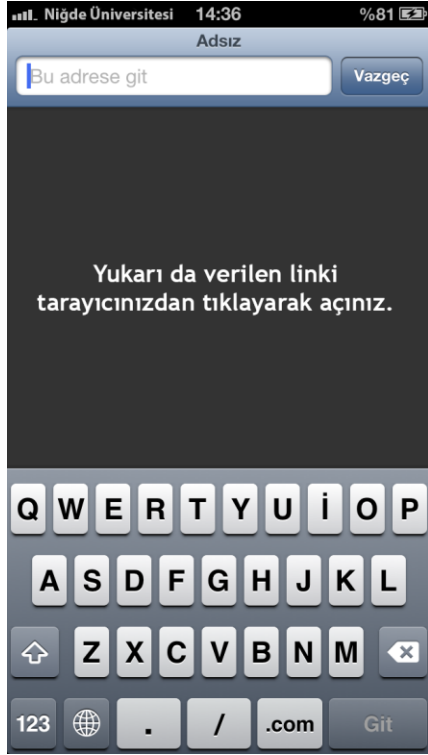 Niğde Üniversitesi 14:36 %81
Adsız
Bu adrese git Vazgeç
Yukarı da verilen linki
tarayıcınızdan tıklayarak açınız.
Q W E R T Y U İ O P
A S D F G H J K L
Z X C V B N M
123 . / .com Git